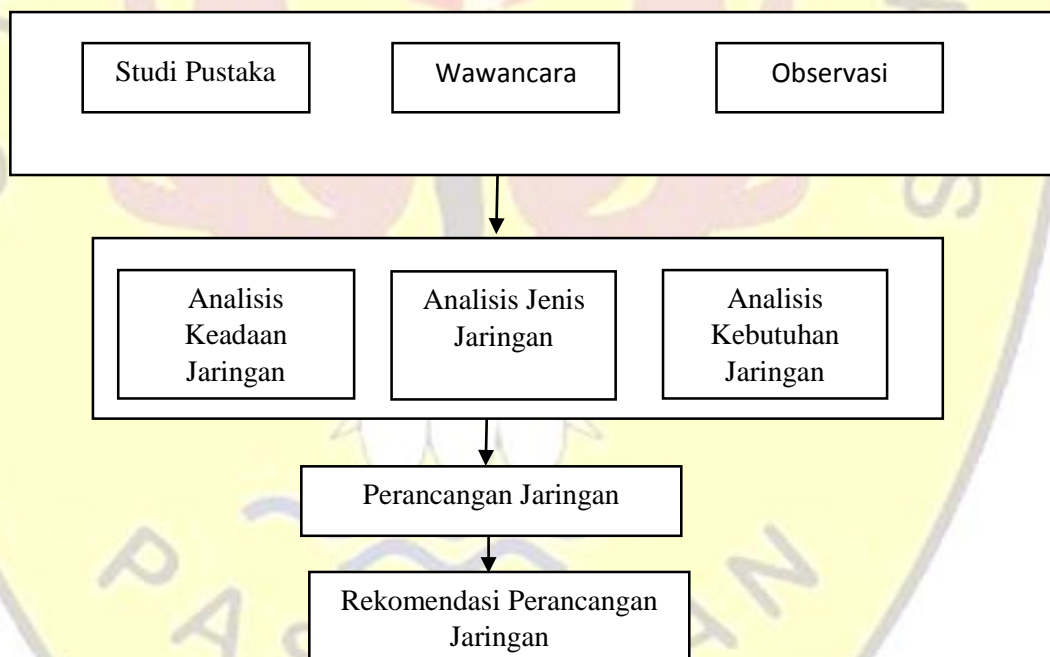 Studi Pustaka
Wawancara
Observasi
Analisis
Keadaan
Jaringan
Analisis Jenis
Jaringan
Analisis
Kebutuhan
Jaringan
Perancangan Jaringan
Rekomendasi Perancangan
Jaringan